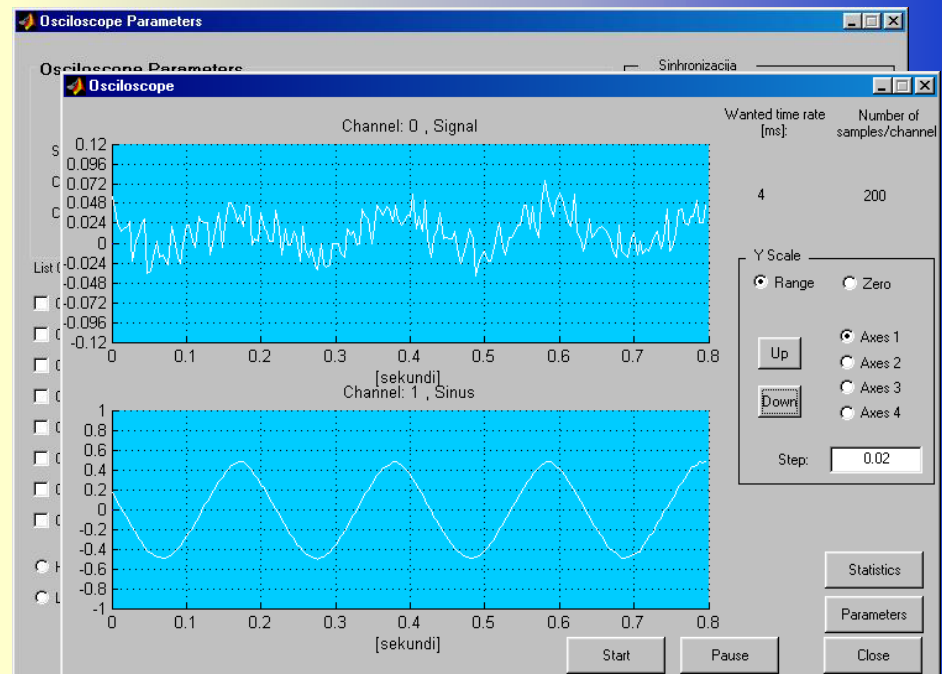 Osciloscope Parameters
Osciloscope Parameters
Sinhronizacija
Osciloscope
Channel: 0 , Signal
Wanted time rate [ms]:
Number of samples/channel
4
200
0.12
0.096
0.072
0.048
0.024
0
-0.024
-0.048
-0.072
-0.096
-0.12
0 0.1 0.2 0.3 0.4 0.5 0.6 0.7 0.8
[sekundi]
Y Scale
Range
Zero
Up
Down
Axes 1
Axes 2
Axes 3
Axes 4
Step:
0.02
List
Channel: 1 , Sinus
1
0.8
0.6
0.4
0.2
0
-0.2
-0.4
-0.6
-0.8
-1
0 0.1 0.2 0.3 0.4 0.5 0.6 0.7 0.8
[sekundi]
Statistics
Parameters
Start
Pause
Close